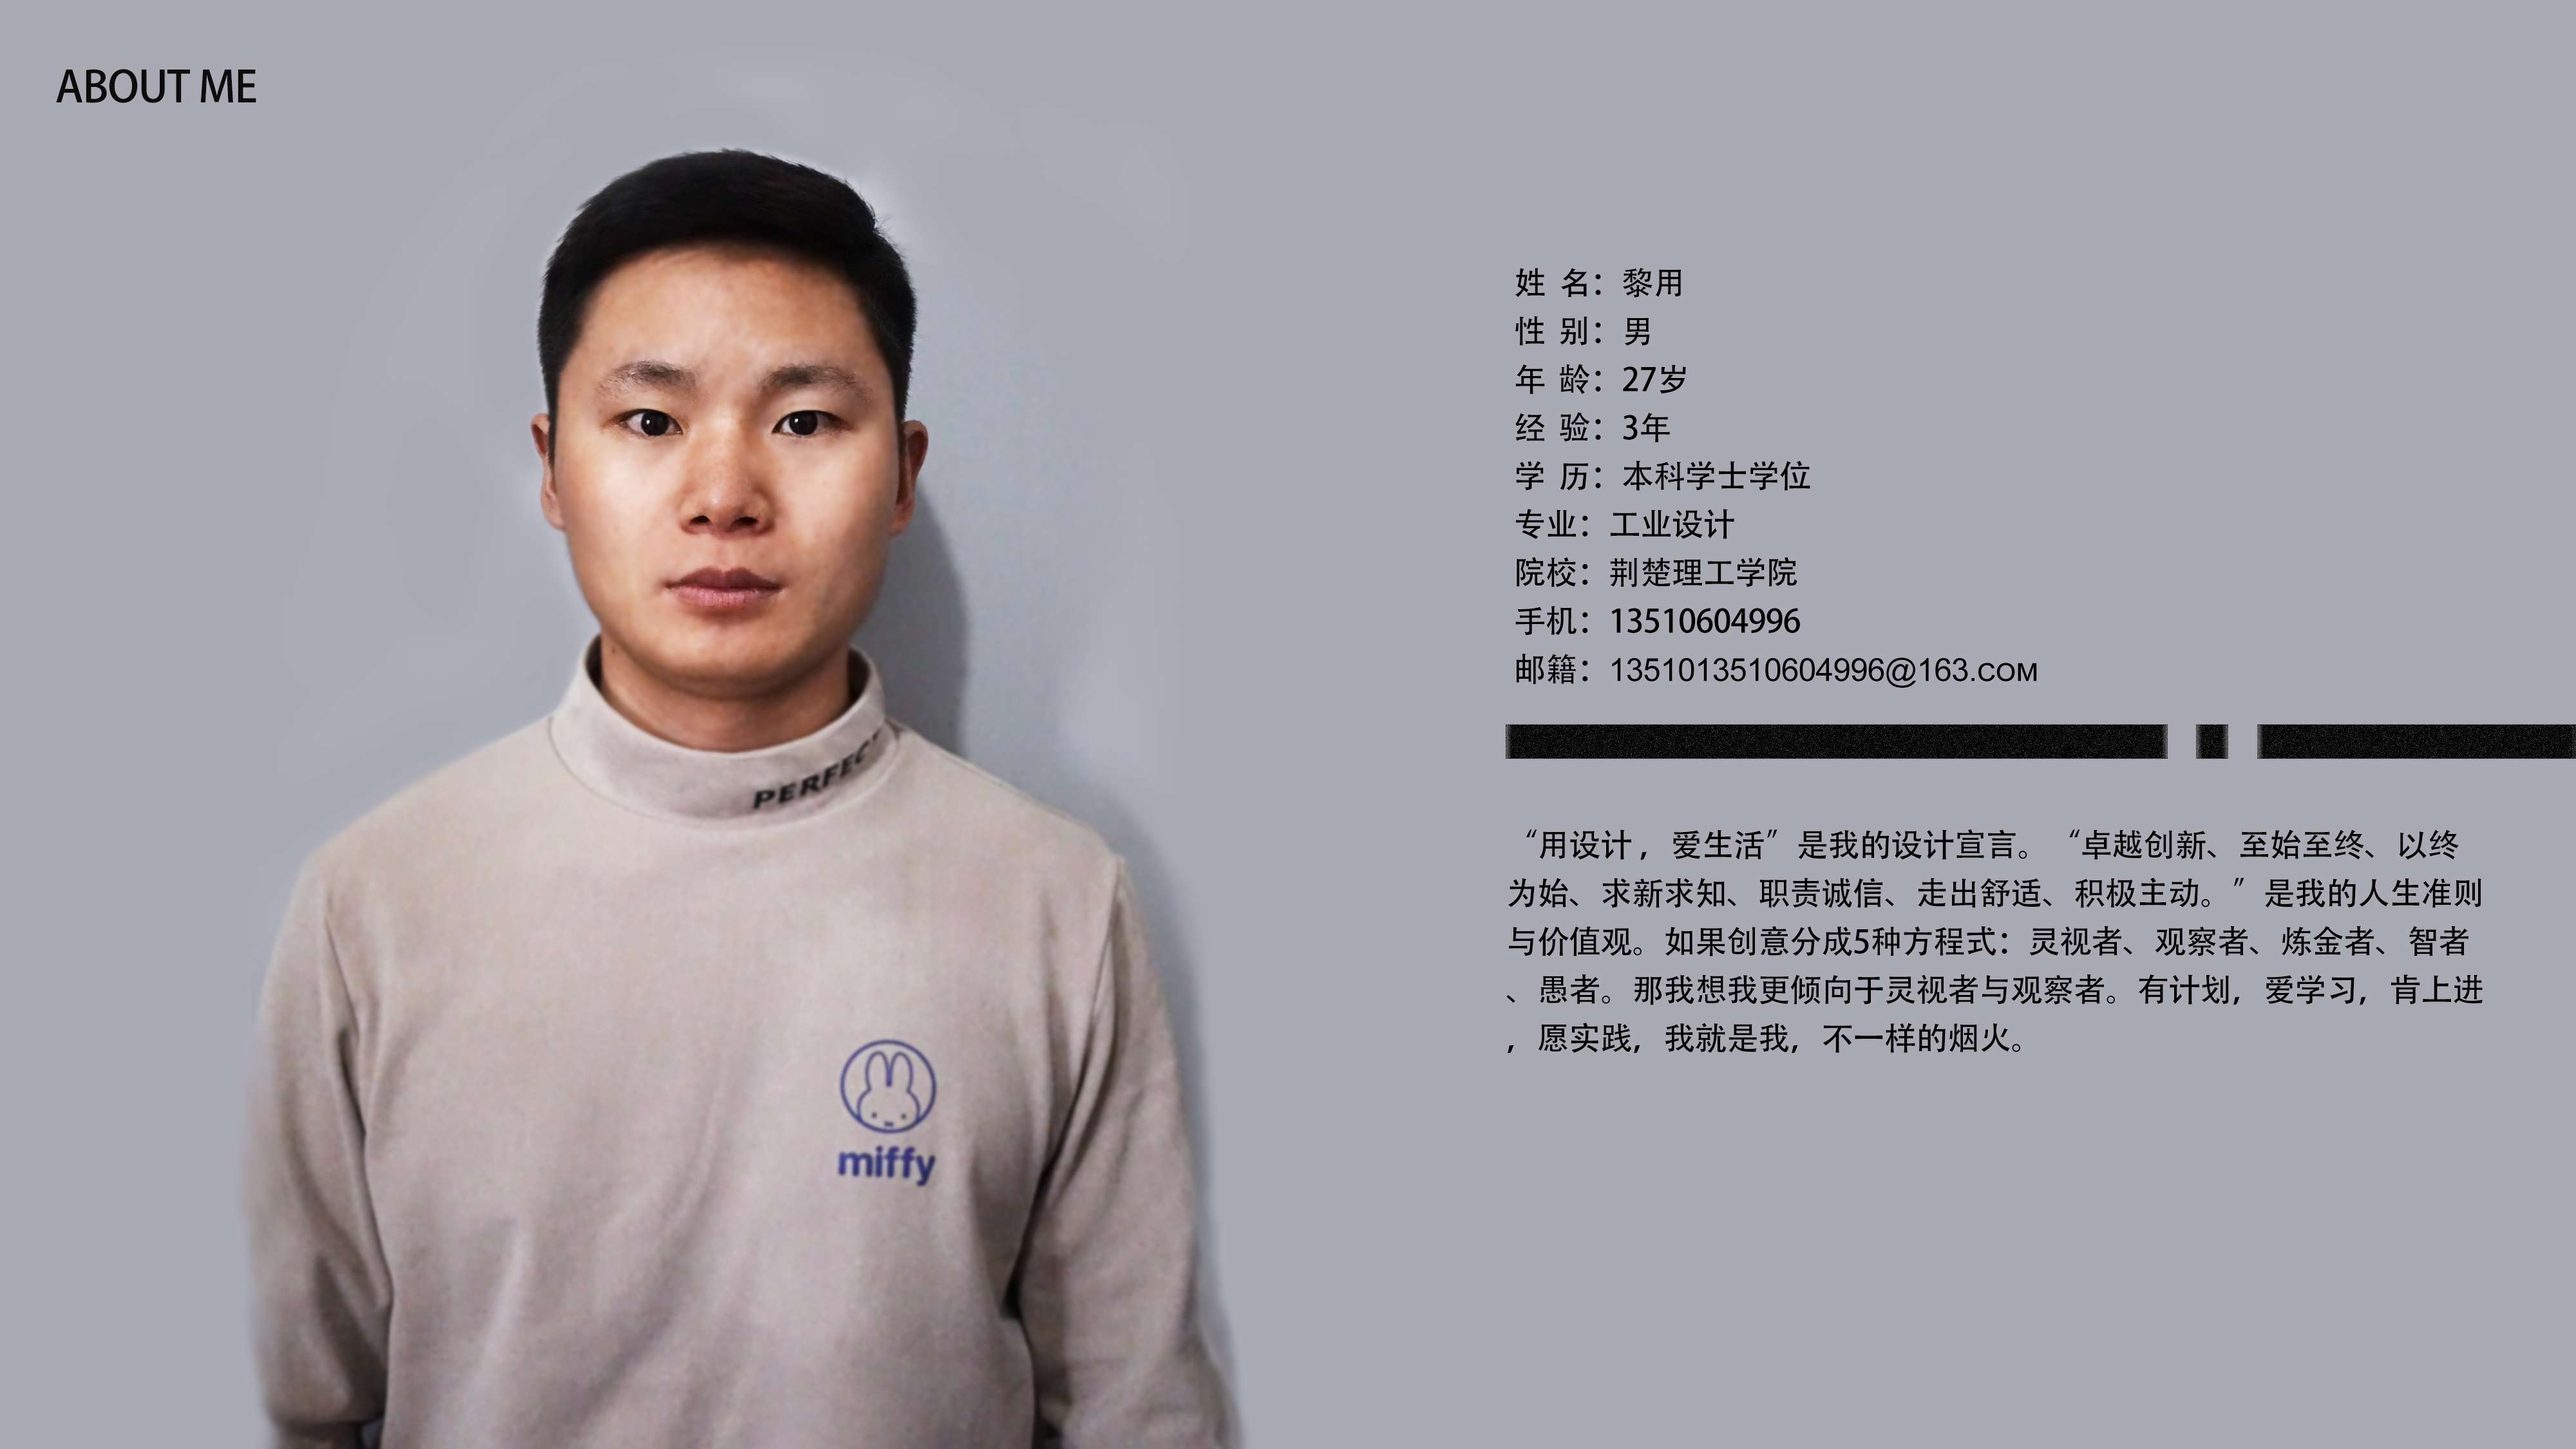 ABOUT ME
姓 名：黎用
性 别：男
年 龄：27岁
经 验：3年
学 历：本科学士学位
专业：工业设计
院校：荆楚理工学院
手机：13510604996
邮籍：1351013510604996@163.COM
“用设计，爱生活”是我的设计宣言。“卓越创新、至始至终、以终
为始、求新求知、职责诚信、走出舒适、积极主动。”是我的人生准则
与价值观。如果创意分成5种方程式：灵视者、观察者、炼金者、智者
、愚者。那我想我更倾向于灵视者与观察者。有计划，爱学习，肯上进
，愿实践，我就是我，不一样的烟火。
PERFECT
miffy